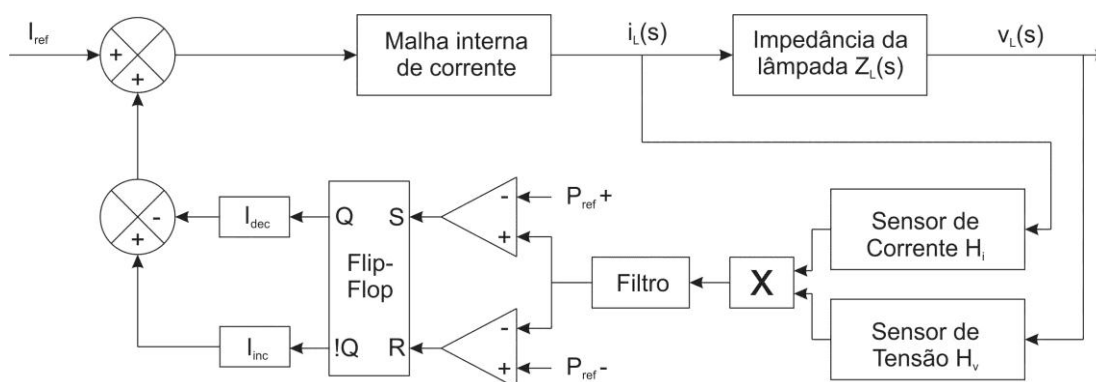 I_ref
+
+
Malha interna
de corrente
i_L(s)
Impedância da
lâmpada Z_L(s)
v_L(s)
-
+
I_dec
Q
S
-
+
P_ref+
Flip-
Flop
Filtro
X
Sensor de
Corrente H_i
I_inc
!Q
R
-
+
P_ref-
Sensor de
Tensão H_v